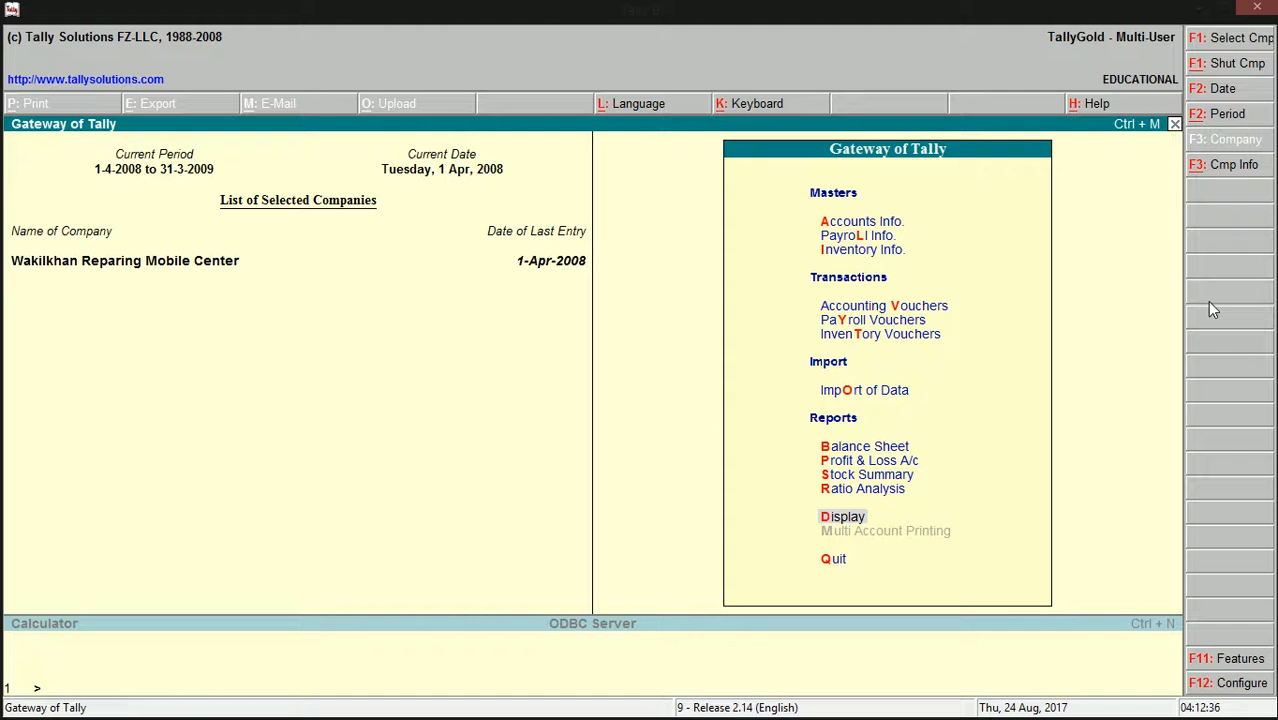 Tally
(c) Tally Solutions FZ-LLC, 1988-2008
TallyGold - Multi-User
http://www.tallysolutions.com
EDUCATIONAL
P: Print
E: Export
M: E-Mail
O: Upload
L: Language
K: Keyboard
H: Help
Gateway of Tally
Ctrl + M
Current Period
Current Date
1-4-2008 to 31-3-2009
Tuesday, 1 Apr, 2008
List of Selected Companies
Name of Company
Date of Last Entry
Wakilkhan Reparing Mobile Center
1-Apr-2008
Gateway of Tally
Masters
Accounts Info.
PayroLl Info.
Inventory Info.
Transactions
Accounting Vouchers
PaYroll Vouchers
InvenTory Vouchers
Import
ImpOrt of Data
Reports
Balance Sheet
Profit & Loss A/c
Stock Summary
Ratio Analysis
Display
Multi Account Printing
Quit
F1: Select Cmp
F1: Shut Cmp
F2: Date
F2: Period
F3: Company
F3: Cmp Info
F11: Features
F12: Configure
Calculator
ODBC Server
Ctrl + N
1 >
Gateway of Tally
9 - Release 2.14 (English)
Thu, 24 Aug, 2017
04:12:36